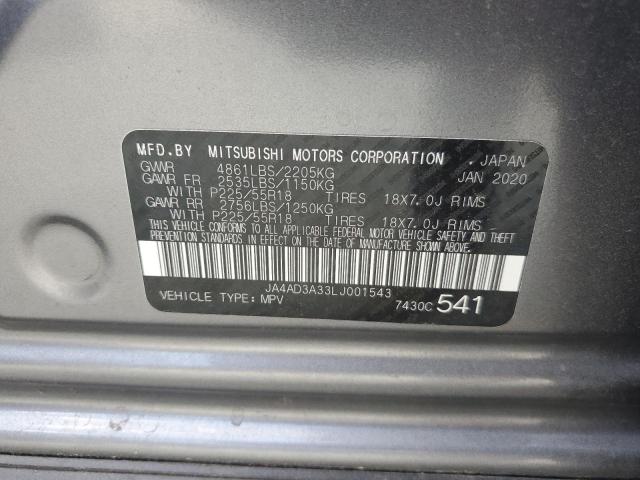 MFD.BY MITSUBISHI MOTORS CORPORATION , JAPAN
GVWR 4861LBS/2205KG JAN 2020
GAWR FR 2535LBS/1150KG
WITH P225/55R18 TIRES 18X7.0J RIMS
GAWR RR 2756LBS/1250KG
WITH P225/55R18 TIRES 18X7.0J RIMS
THIS VEHICLE CONFORMS TO ALL APPLICABLE FEDERAL MOTOR VEHICLE SAFETY AND THEFT
PREVENTION STANDARDS IN EFFECT ON THE DATE OF MANUFACTURE SHOWN ABOVE.
JA4AD3A33LJ001543
VEHICLE TYPE: MPV 7430C 541